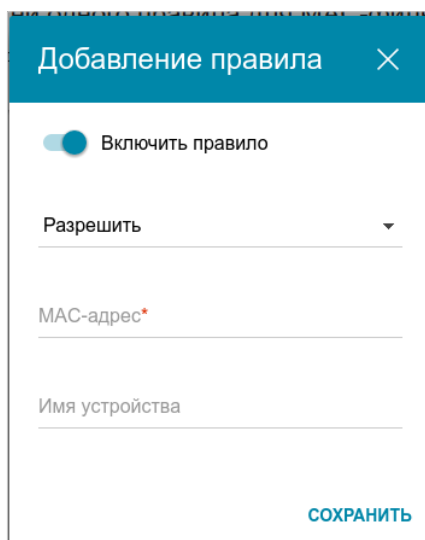 Добавление правила
Включить правило
Разрешить
MAC-адрес*
Имя устройства
СОХРАНИТЬ